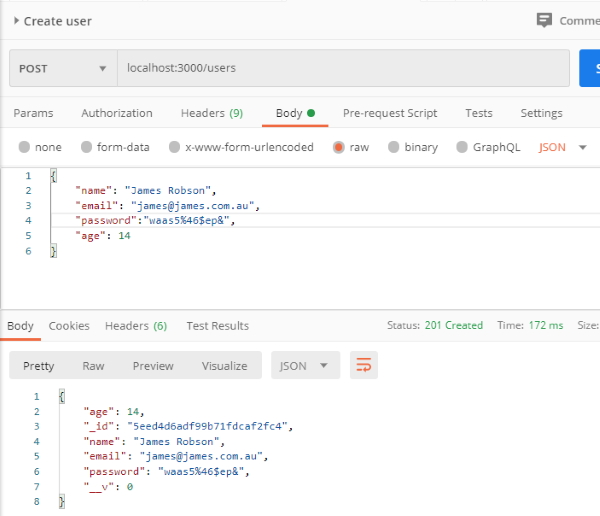 Create user
Comme
POST localhost:3000/users
Params Authorization Headers (9) Body Pre-request Script Tests Settings
none form-data x-www-form-urlencoded raw binary GraphQL JSON
1 {
2 "name": "James Robson",
3 "email": "james@james.com.au",
4 "password":"waas5%46$ep&",
5 "age": 14
6 }
Body Cookies Headers (6) Test Results Status: 201 Created Time: 172 ms Size:
Pretty Raw Preview Visualize JSON
1 {
2 "age": 14,
3 "_id": "5eed4d6adf99b71fdcaf2fc4",
4 "name": "James Robson",
5 "email": "james@james.com.au",
6 "password": "waas5%46$ep&",
7 "__v": 0
8 }